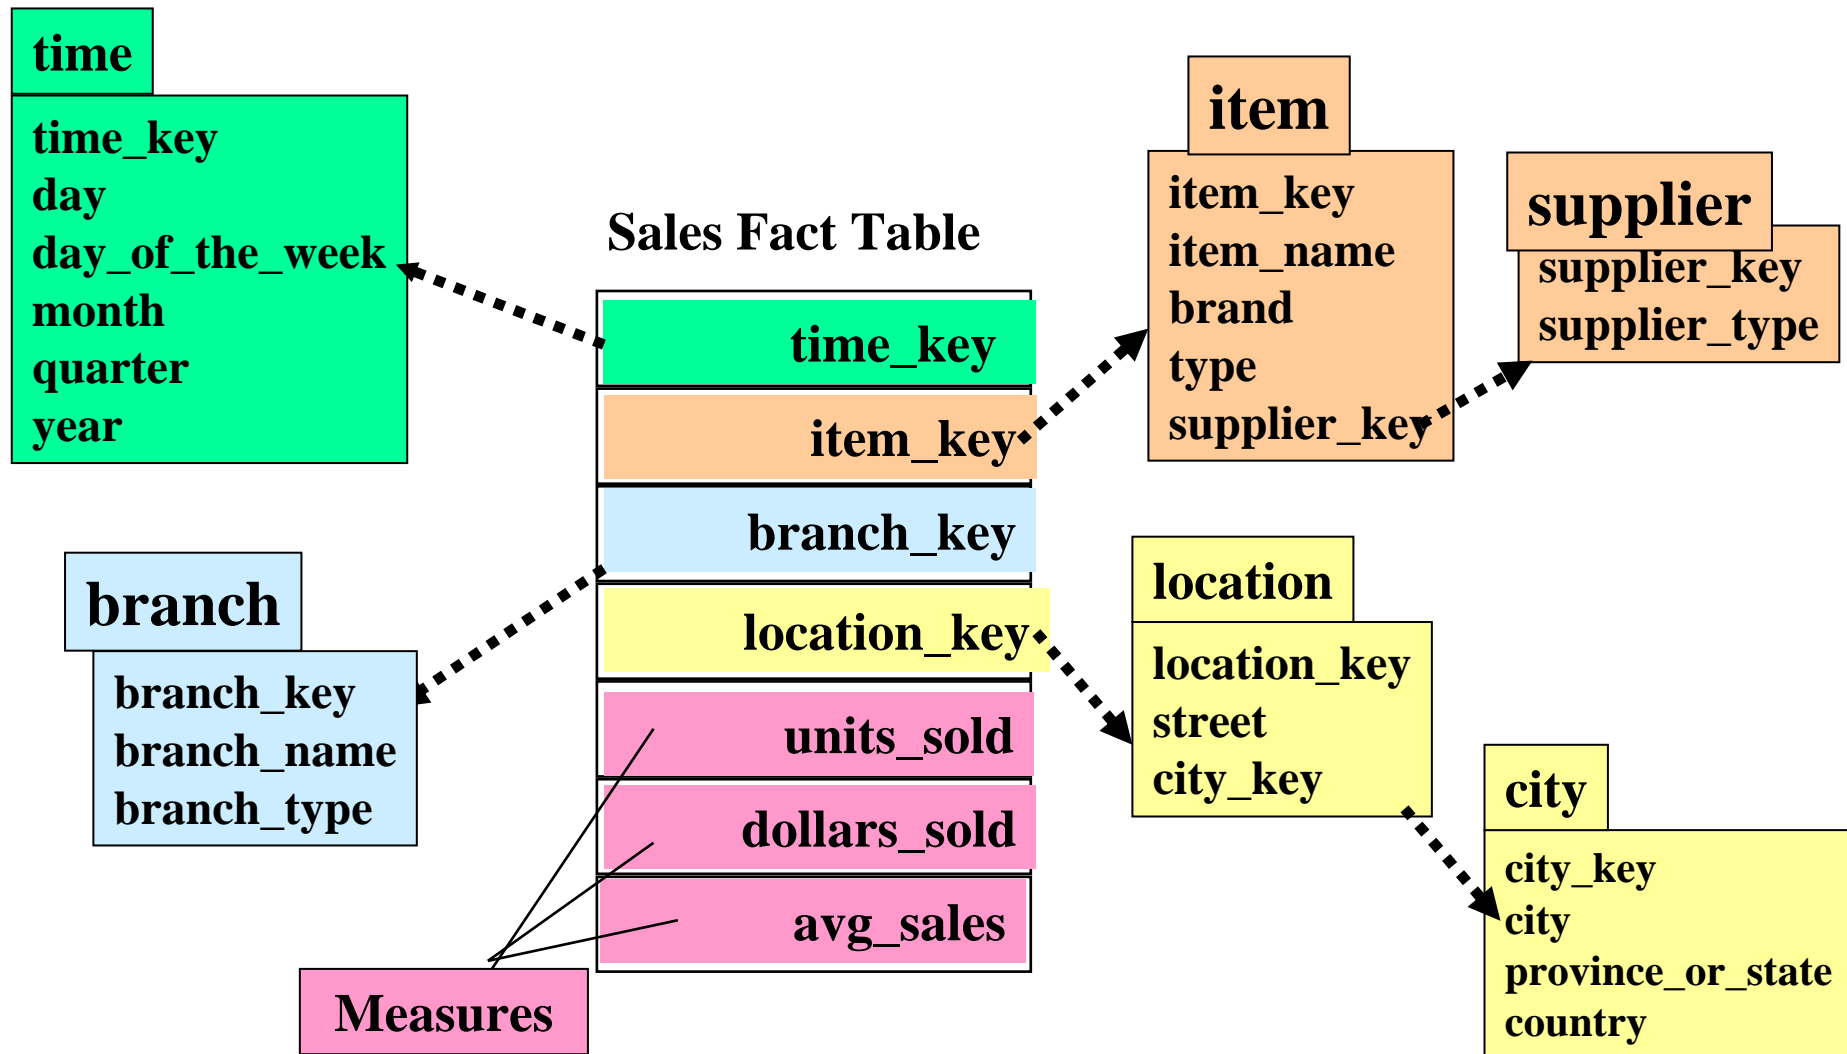 time
time_key
day
day_of_the_week
month
quarter
year
Sales Fact Table
time_key
item_key
branch_key
location_key
units_sold
dollars_sold
avg_sales
Measures
branch
branch_key
branch_name
branch_type
item
item_key
item_name
brand
type
supplier_key
supplier
supplier_key
supplier_type
location
location_key
street
city_key
city
city_key
city
province_or_state
country